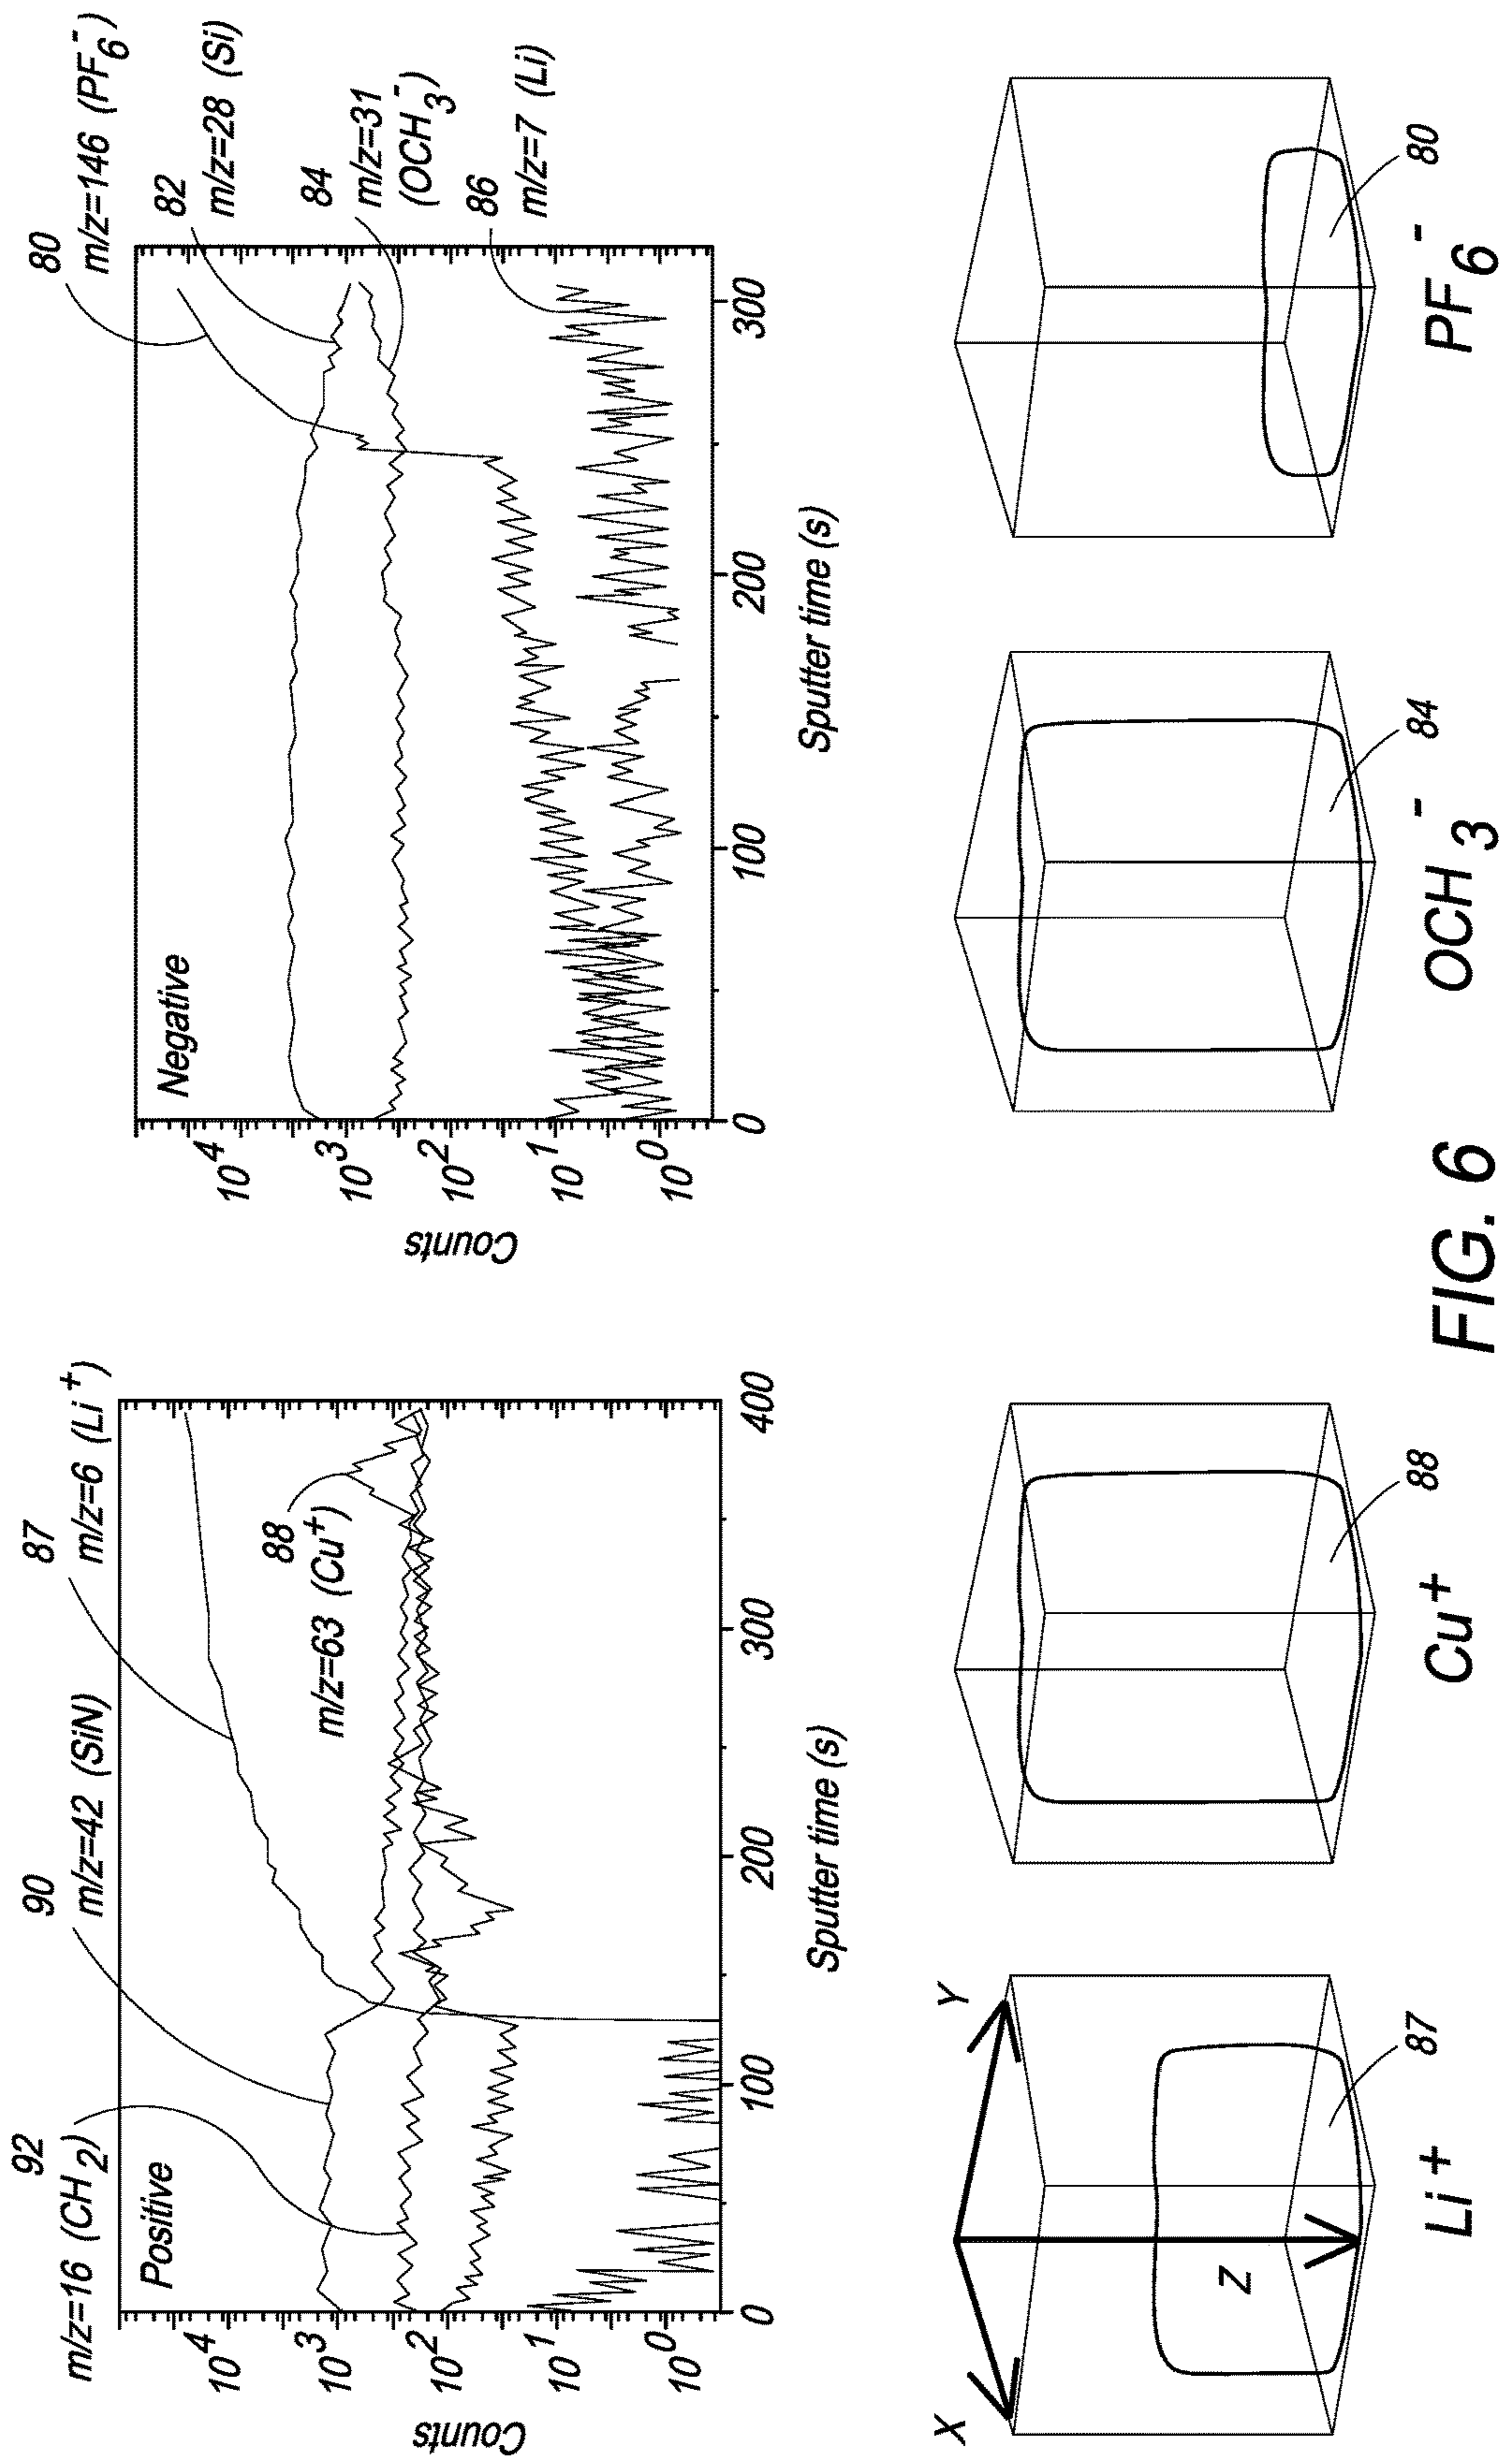 92
m/z=16 (CH2)
90
m/z=42 (SiN)
87
m/z=6 (Li+)
Positive
88
m/z=63 (Cu+)
Counts
10^4
10^3
10^2
10^1
10^0
0
100
200
300
400
Sputter time (s)
80
m/z=146 (PF6-)
82
m/z=28 (Si)
84
m/z=31
(OCH3-)
86
m/z=7 (Li)
Negative
Counts
10^4
10^3
10^2
10^1
10^0
0
100
200
300
Sputter time (s)
X
Y
Z
87
Li+
88
Cu+
84
OCH3-
80
PF6-
FIG. 6